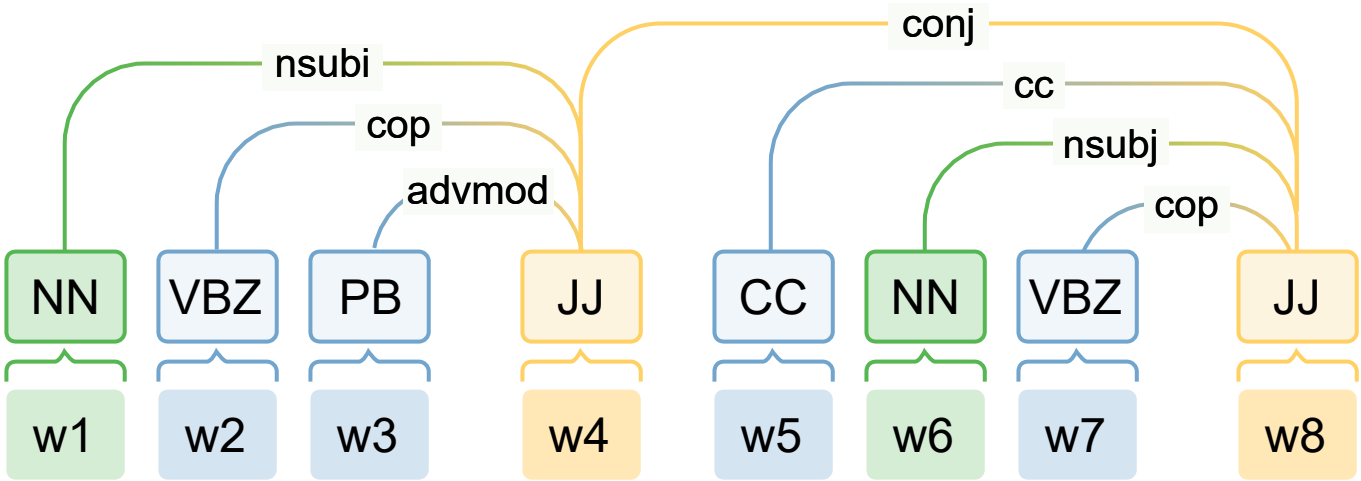 conj
nsubi
cc
cop
nsubj
advmod
cop
NN VBZ PB JJ CC NN VBZ JJ
w1 w2 w3 w4 w5 w6 w7 w8